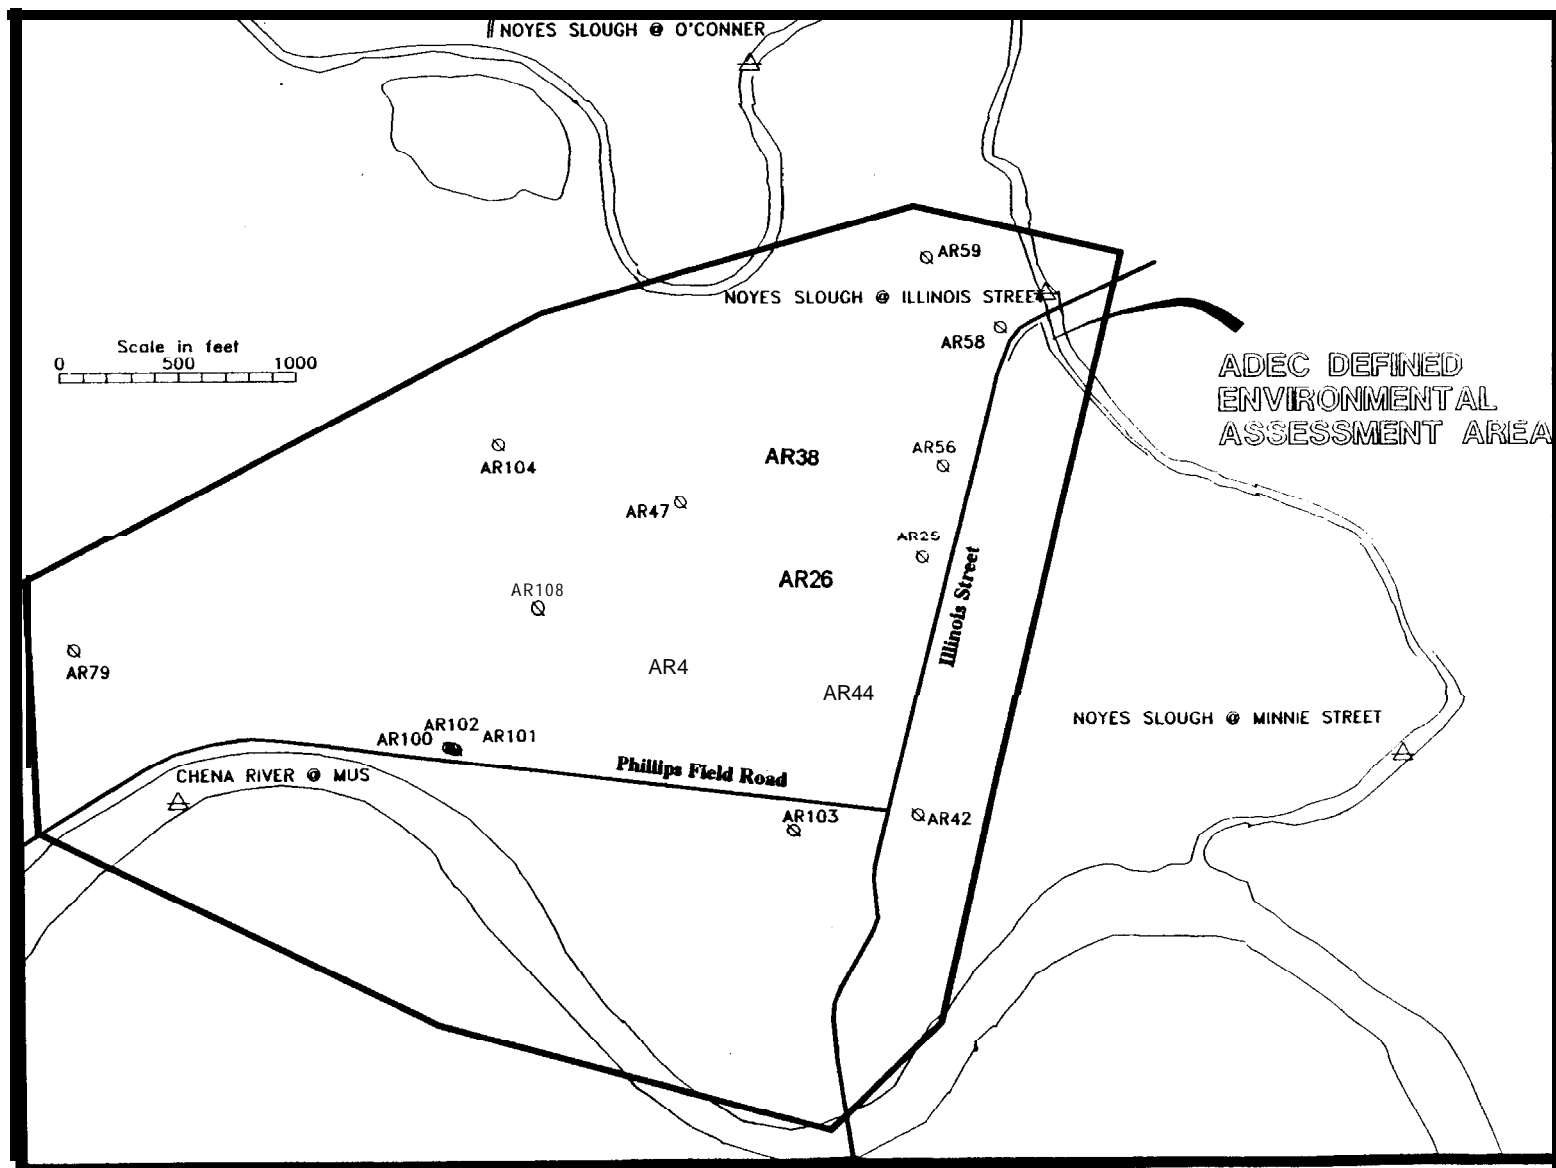 NOYES SLOUGH @ O'CONNER
AR59
NOYES SLOUGH @ ILLINOIS STREET
AR58
Scale in feet
0 500 1000
ADEC DEFINED
ENVIRONMENTAL
ASSESSMENT AREA
AR104
AR38
AR56
AR47
AR25
AR26
Illinois Street
AR108
AR79
AR4
AR44
NOYES SLOUGH @ MINNIE STREET
AR102
AR100
AR101
Phillips Field Road
CHENA RIVER @ MUS
AR103
AR42